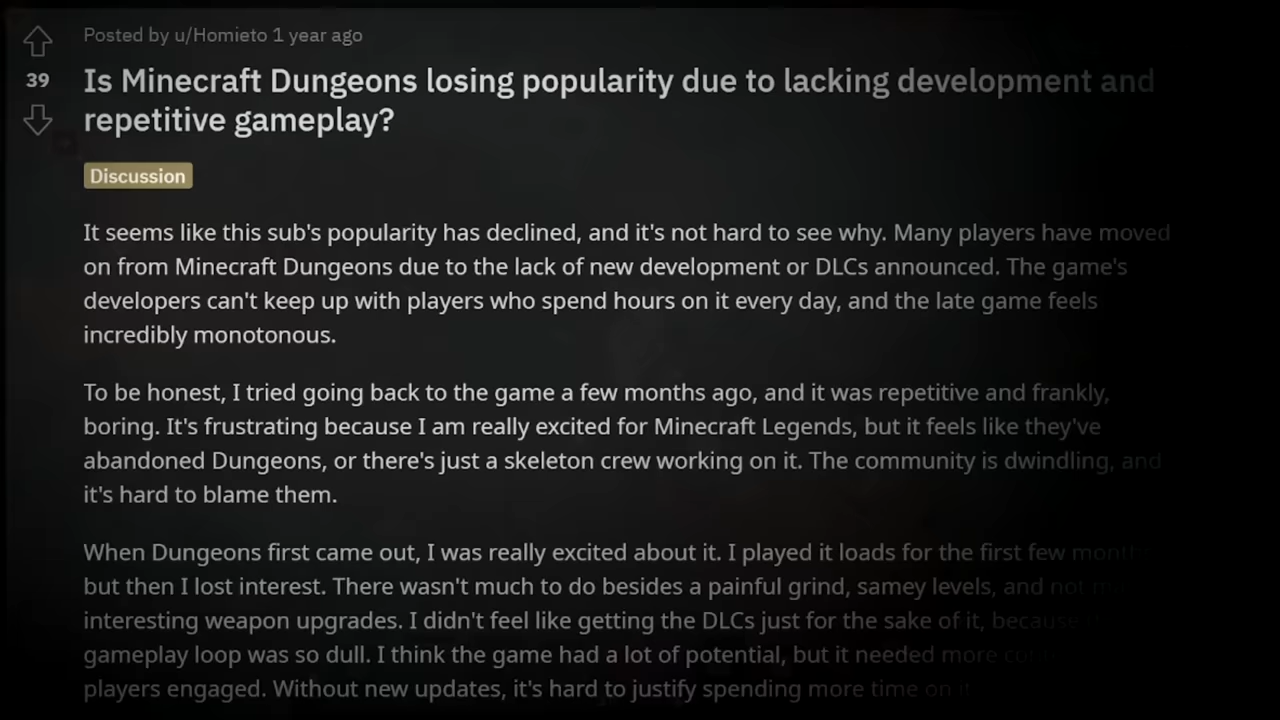 Posted by u/Homieto 1 year ago
39
Is Minecraft Dungeons losing popularity due to lacking development and
repetitive gameplay?
Discussion
It seems like this sub's popularity has declined, and it's not hard to see why. Many players have moved
on from Minecraft Dungeons due to the lack of new development or DLCs announced. The game's
developers can't keep up with players who spend hours on it every day, and the late game feels
incredibly monotonous.
To be honest, I tried going back to the game a few months ago, and it was repetitive and frankly,
boring. It's frustrating because I am really excited for Minecraft Legends, but it feels like they've
abandoned Dungeons, or there's just a skeleton crew working on it. The community is dwindling, and
it's hard to blame them.
When Dungeons first came out, I was really excited about it. I played it loads for the first few months
but then I lost interest. There wasn't much to do besides a painful grind, samey levels, and not
interesting weapon upgrades. I didn't feel like getting the DLCs just for the sake of it, because
gameplay loop was so dull. I think the game had a lot of potential, but it needed more
players engaged. Without new updates, it's hard to justify spending more time on it